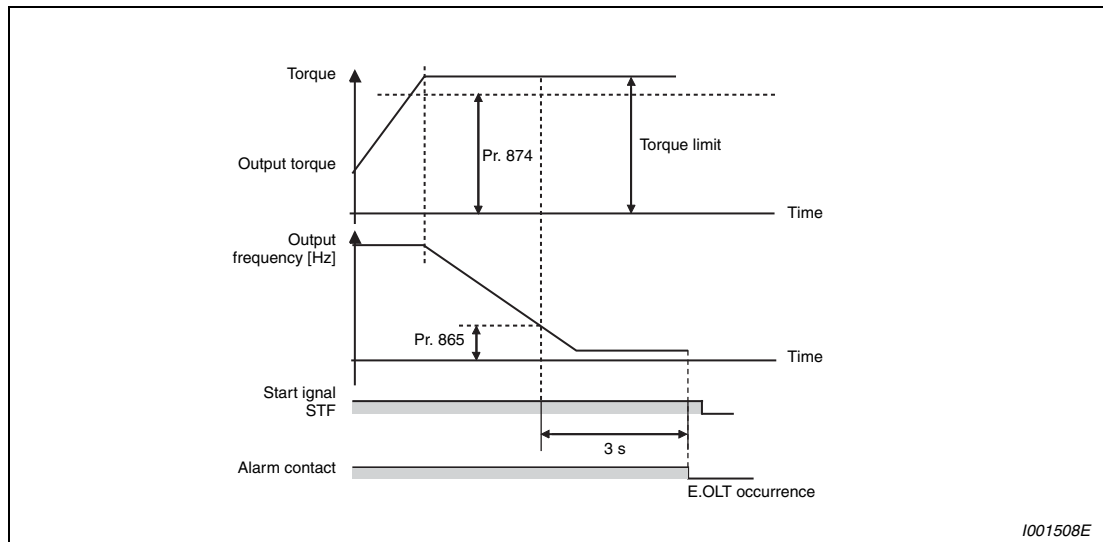 Torque
Output torque
Pr. 874
Torque limit
Time
Output
frequency [Hz]
Pr. 865
Time
Start ignal
STF
3 s
Alarm contact
E.OLT occurrence
I001508E